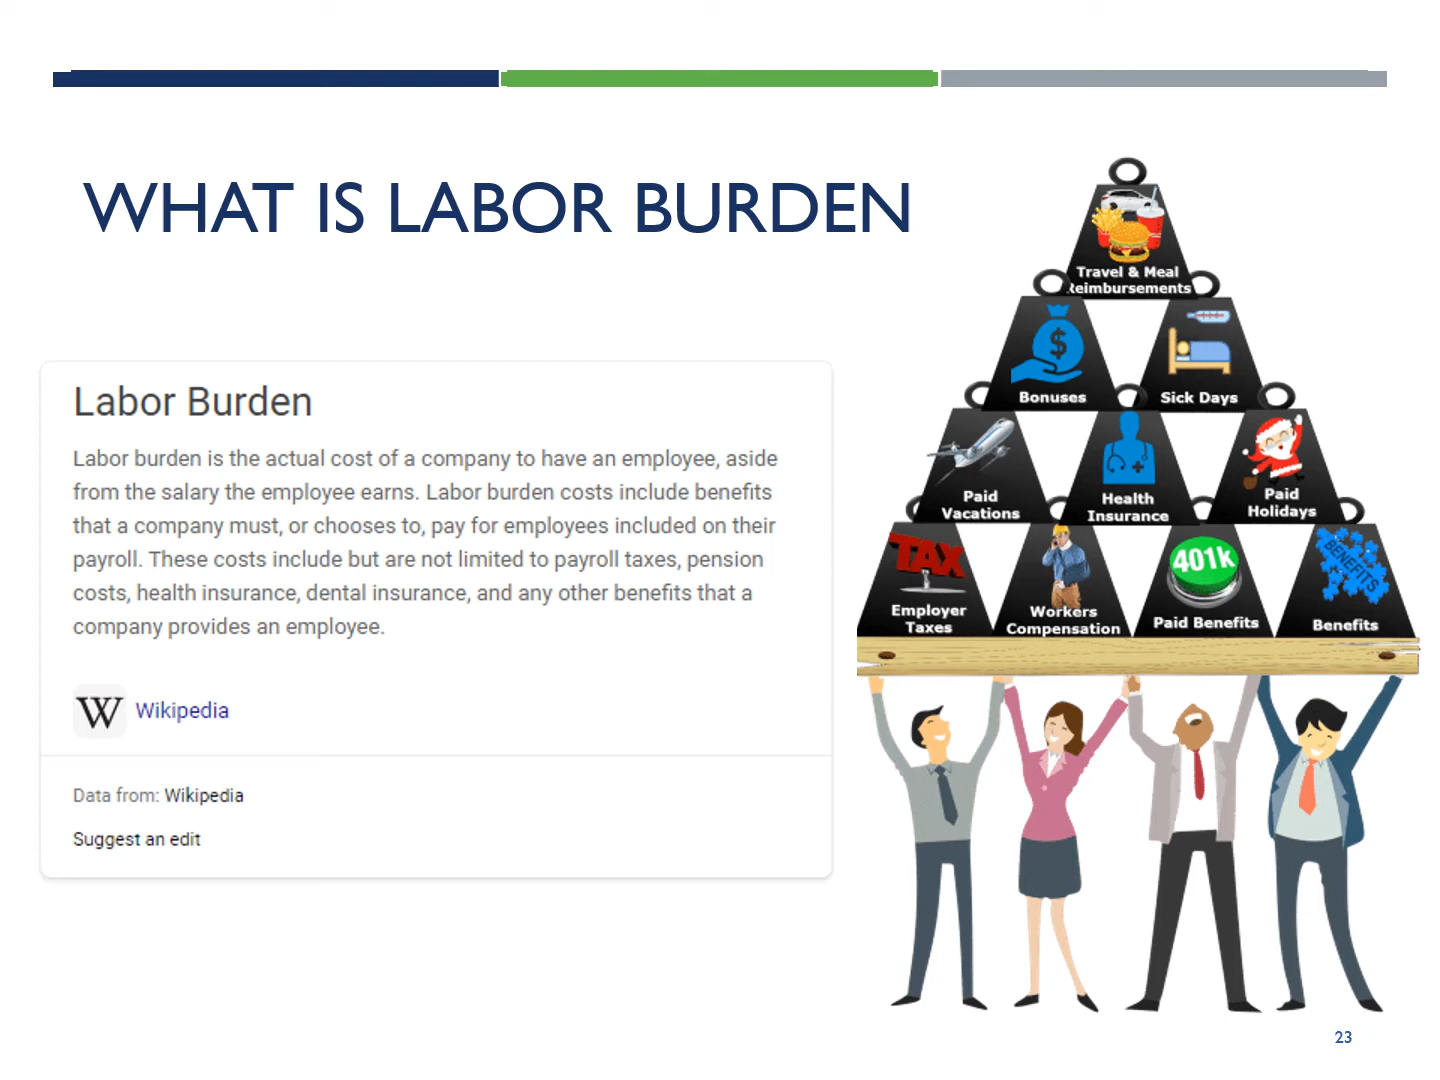 WHAT IS LABOR BURDEN
Labor Burden
Labor burden is the actual cost of a company to have an employee, aside
from the salary the employee earns. Labor burden costs include benefits
that a company must, or chooses to, pay for employees included on their
payroll. These costs include but are not limited to payroll taxes, pension
costs, health insurance, dental insurance, and any other benefits that a
company provides an employee.
W Wikipedia
Data from: Wikipedia
Suggest an edit
Travel & Meal
Reimbursements
$
Bonuses
Sick Days
Paid
Vacations
Health
Insurance
Paid
Holidays
TAX
Employer
Taxes
Workers
Compensation
401k
Paid Benefits
BENEFITS
Benefits
23